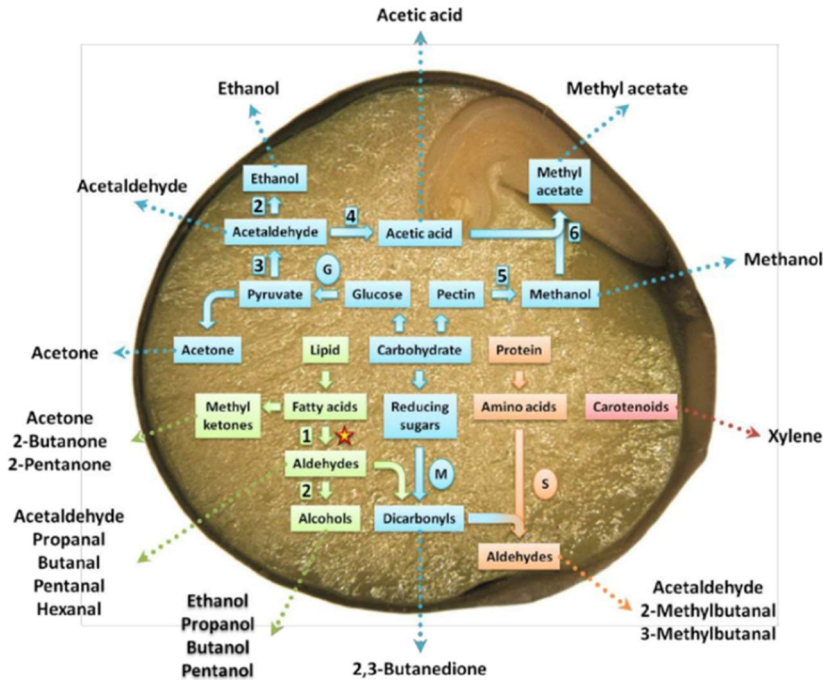 Acetic acid
Ethanol
Methyl acetate
Ethanol
Methyl
acetate
Acetaldehyde
2
4
Acetaldehyde
Acetic acid
6
3
G
5
Methanol
Pyruvate
Glucose
Pectin
Methanol
Acetone
Acetone
Lipid
Carbohydrate
Protein
Acetone
2-Butanone
2-Pentanone
Methyl
ketones
Fatty acids
Reducing
sugars
Amino acids
Carotenoids
Xylene
1
Aldehydes
M
S
2
Alcohols
Dicarbonyls
Aldehydes
Acetaldehyde
Propanal
Butanal
Pentanal
Hexanal
Ethanol
Propanol
Butanol
Pentanol
2,3-Butanedione
Acetaldehyde
2-Methylbutanal
3-Methylbutanal